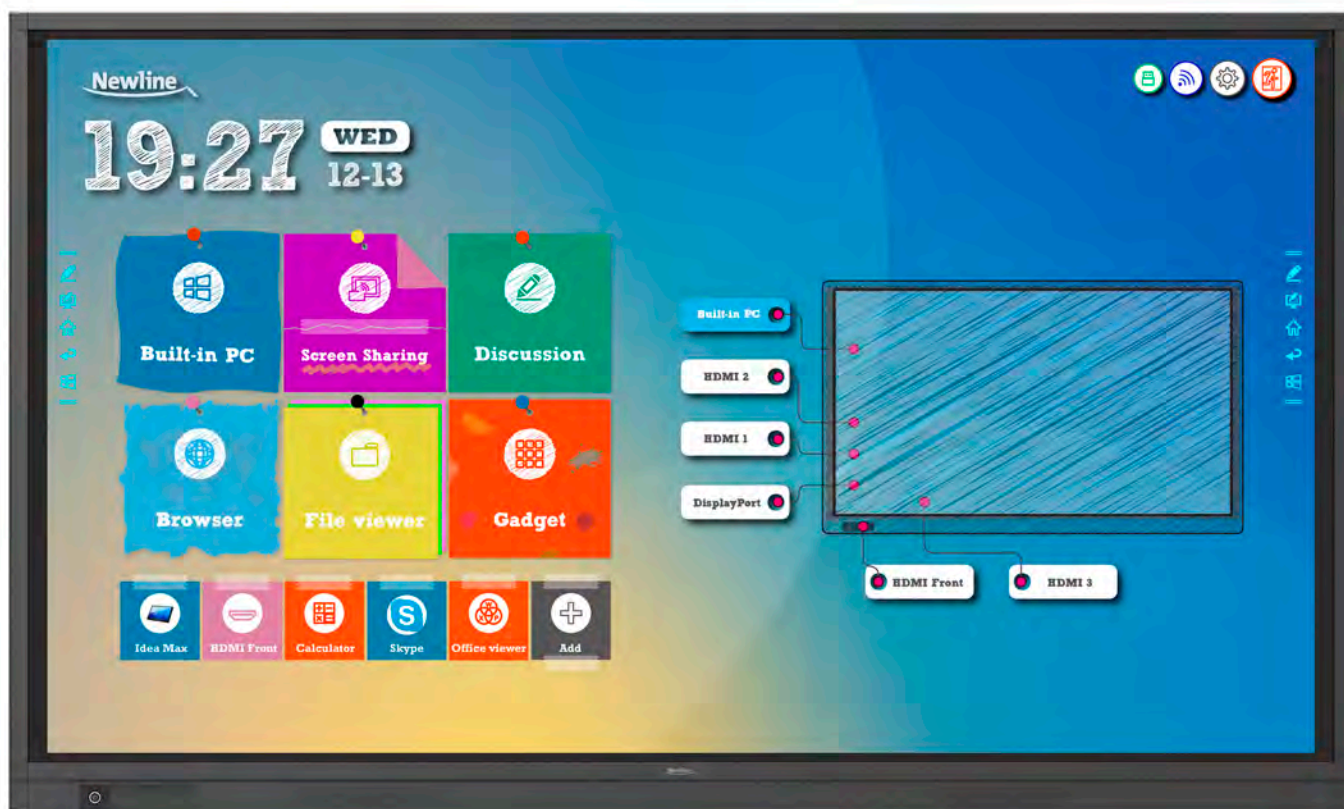 Newline
19:27
WED
12-13
Built-in PC
Screen Sharing
Discussion
Browser
File viewer
Gadget
Idea Max
HDMI Front
Calculator
Skype
Office viewer
Add
Built-in PC
HDMI 2
HDMI 1
DisplayPort
HDMI Front
HDMI 3